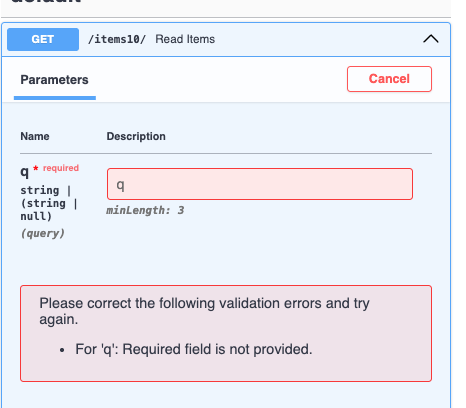 default
GET /items10/ Read Items
Parameters
Cancel
Name Description
q * required
string |
(string |
null)
(query)
q
minLength: 3
Please correct the following validation errors and try
again.
• For 'q': Required field is not provided.